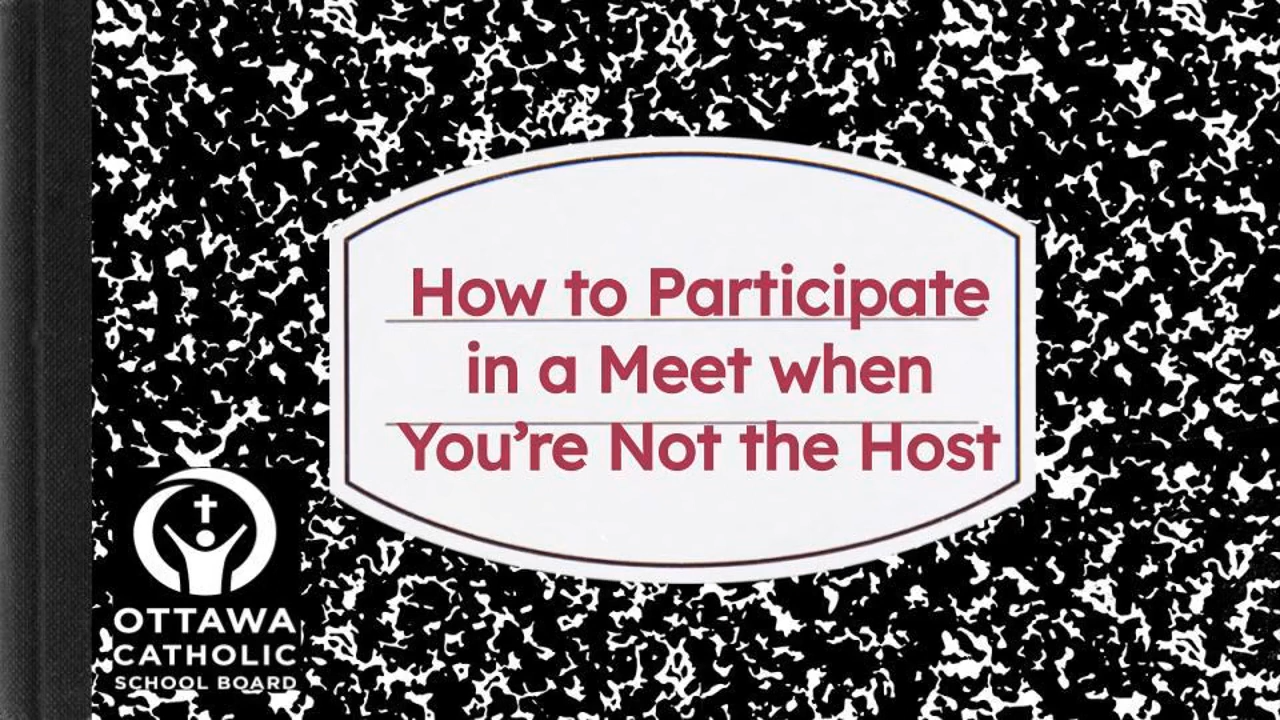 How to Participate
in a Meet when
You’re Not the Host
OTTAWA
CATHOLIC
SCHOOL BOARD